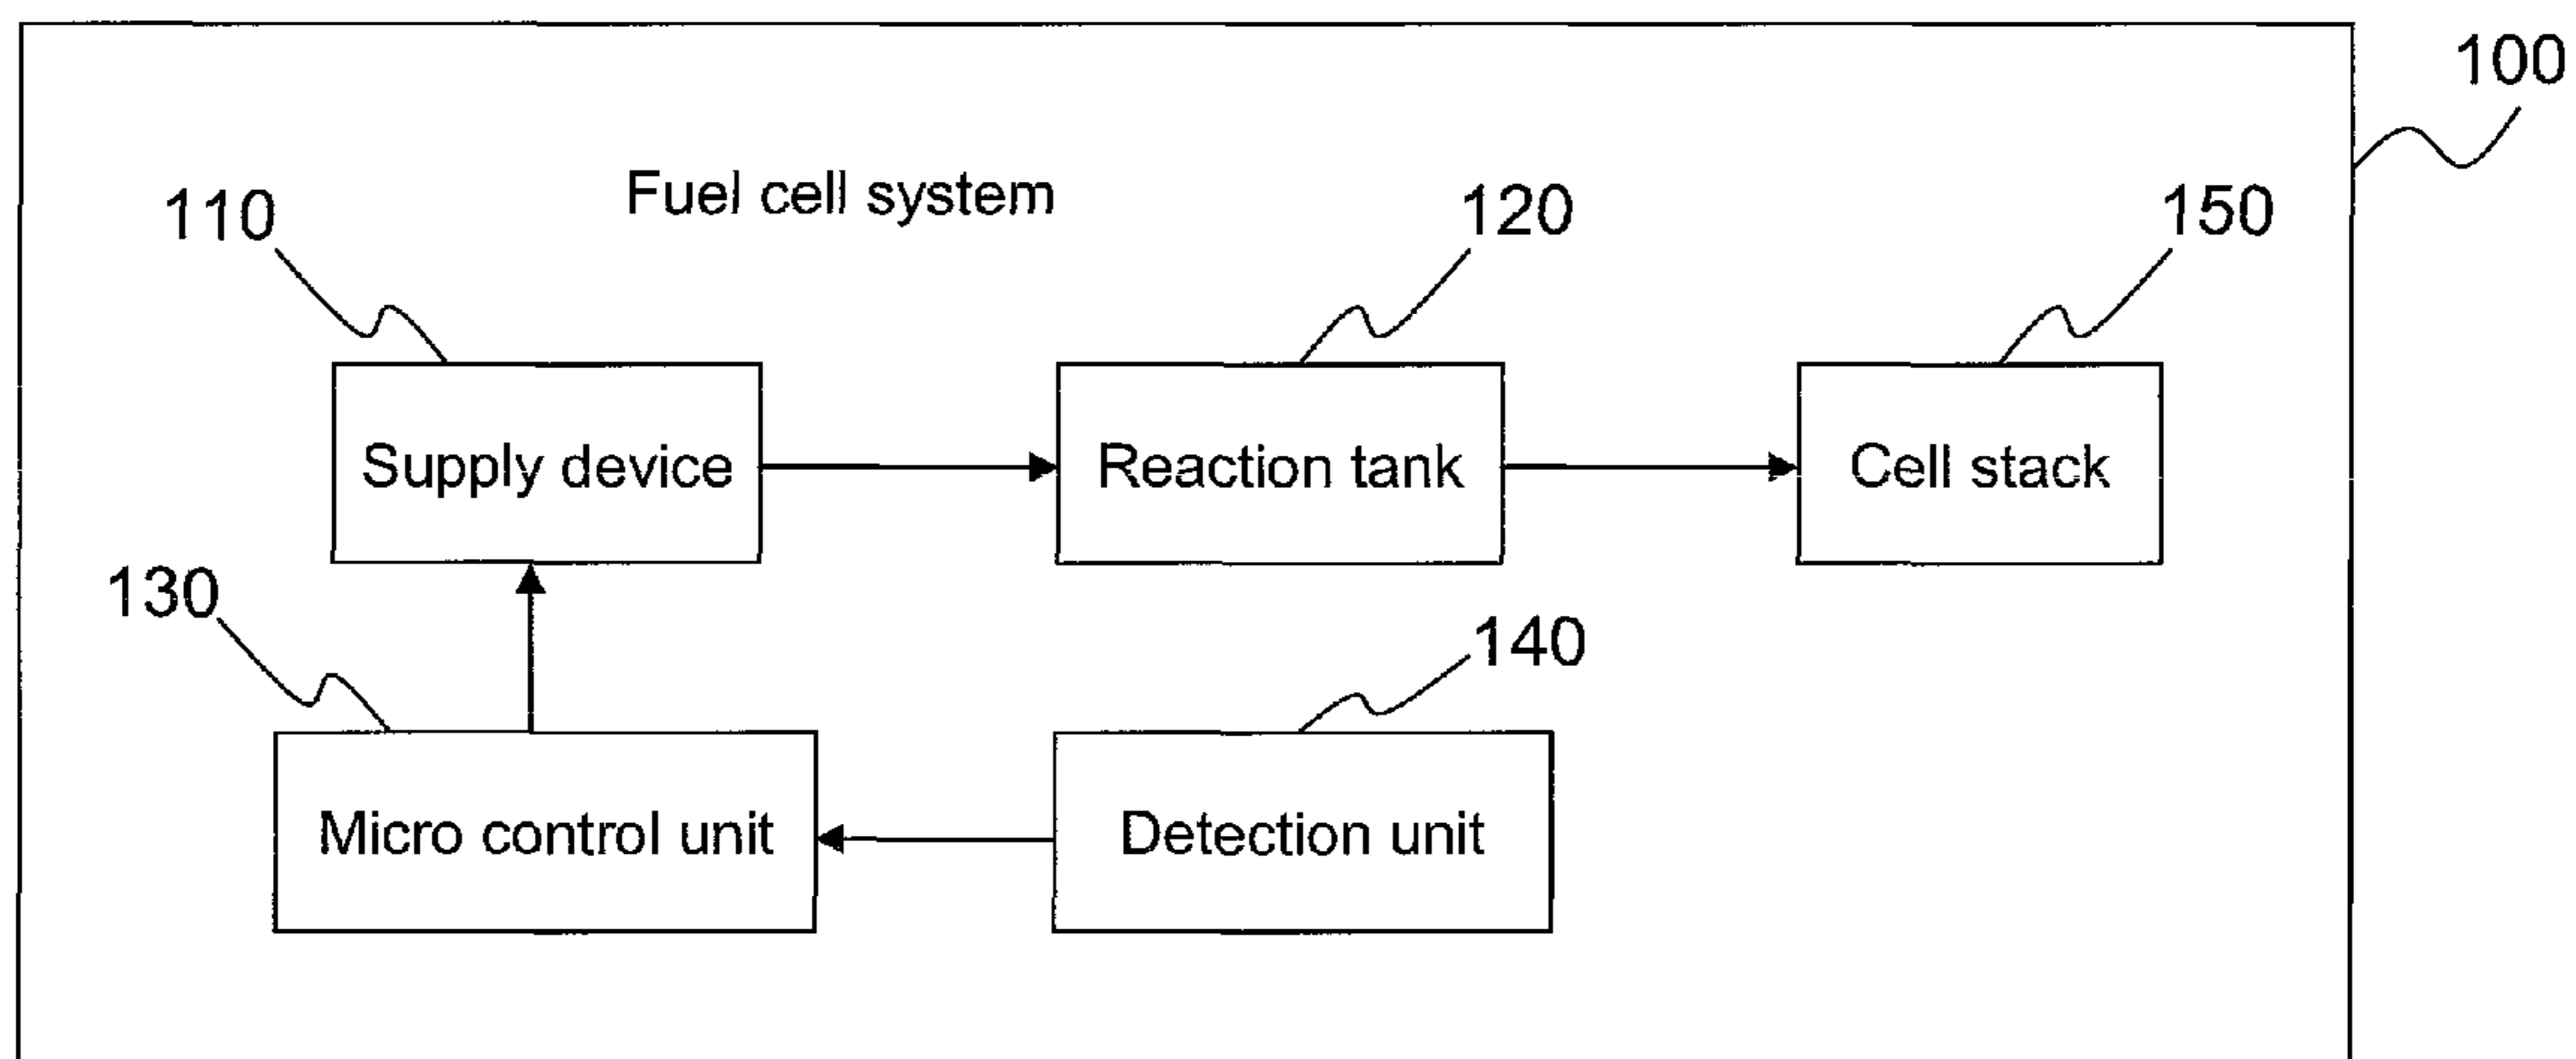 100
Fuel cell system
110
120
150
Supply device
Reaction tank
Cell stack
130
140
Micro control unit
Detection unit